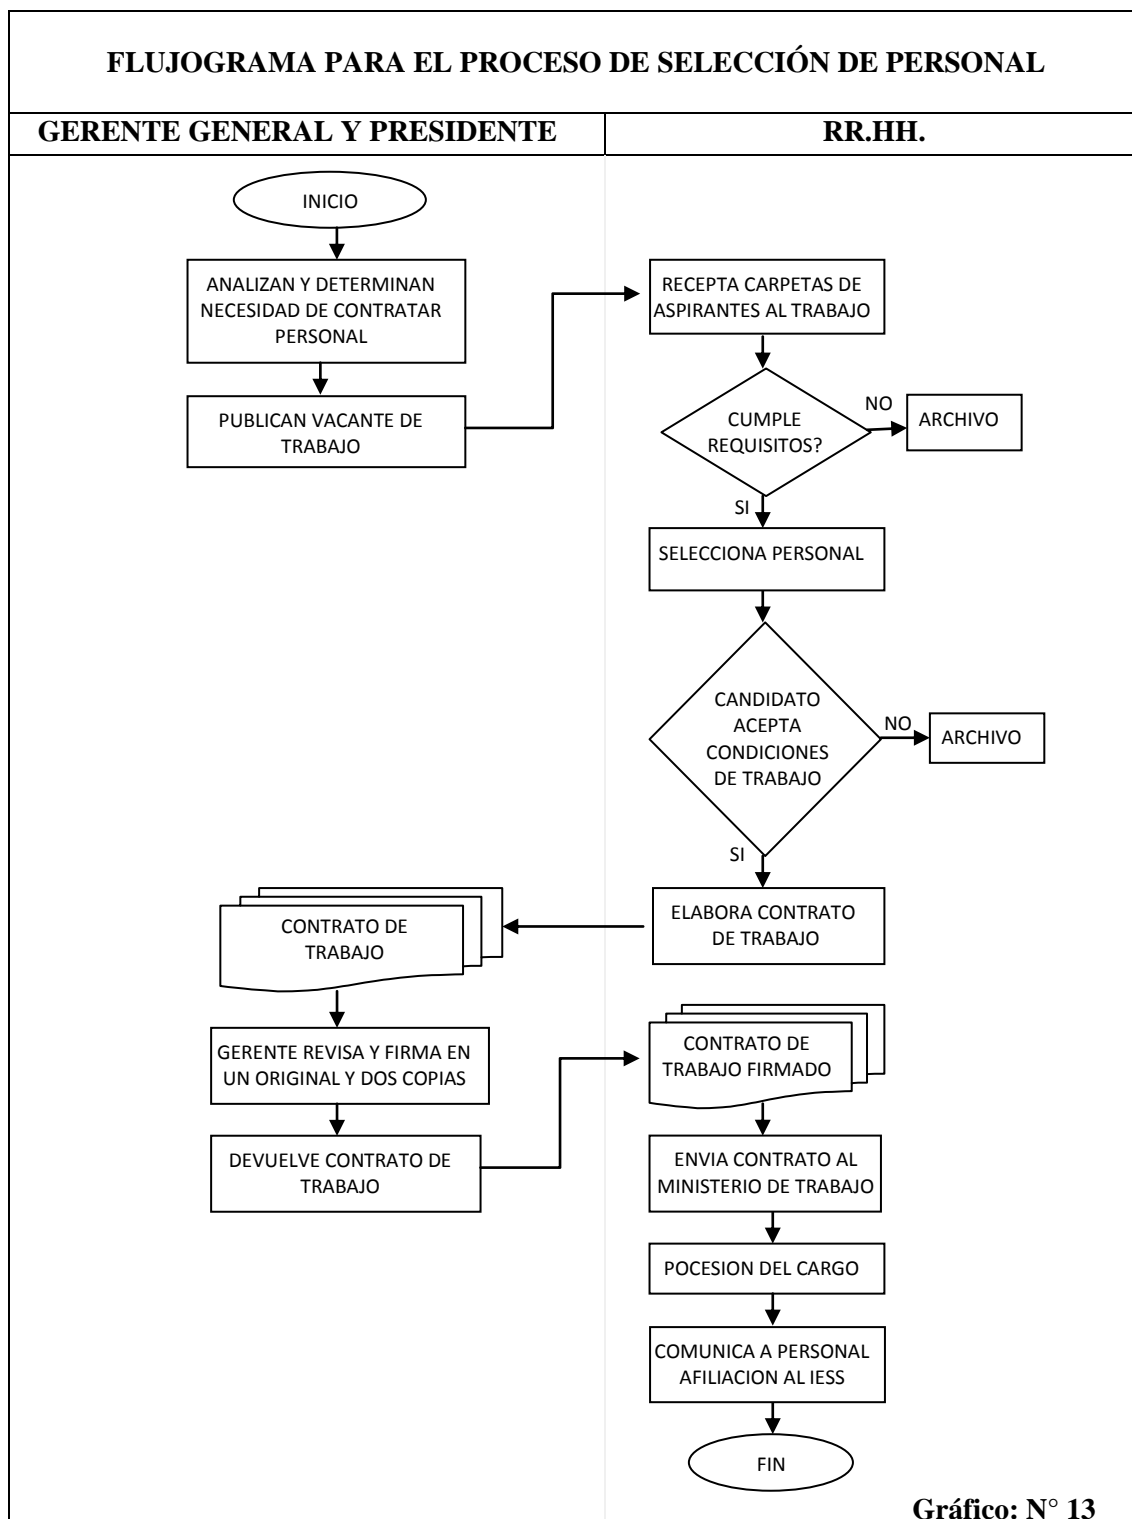 FLUJOGRAMA PARA EL PROCESO DE SELECCIÓN DE PERSONAL
GERENTE GENERAL Y PRESIDENTE
RR.HH.
INICIO
ANALIZAN Y DETERMINAN
NECESIDAD DE CONTRATAR
PERSONAL
PUBLICAN VACANTE DE
TRABAJO
RECEPTA CARPETAS DE
ASPIRANTES AL TRABAJO
CUMPLE
REQUISITOS?
NO
ARCHIVO
SI
SELECCIONA PERSONAL
CANDIDATO
ACEPTA
CONDICIONES
DE TRABAJO
NO
ARCHIVO
SI
ELABORA CONTRATO
DE TRABAJO
CONTRATO DE
TRABAJO
GERENTE REVISA Y FIRMA EN
UN ORIGINAL Y DOS COPIAS
DEVUELVE CONTRATO DE
TRABAJO
CONTRATO DE
TRABAJO FIRMADO
ENVIA CONTRATO AL
MINISTERIO DE TRABAJO
POCESION DEL CARGO
COMUNICA A PERSONAL
AFILIACION AL IESS
FIN
Gráfico: N° 13